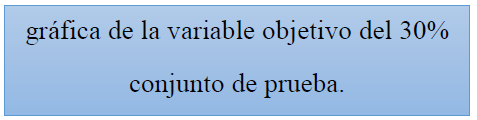 gráfica de la variable objetivo del 30%
conjunto de prueba.